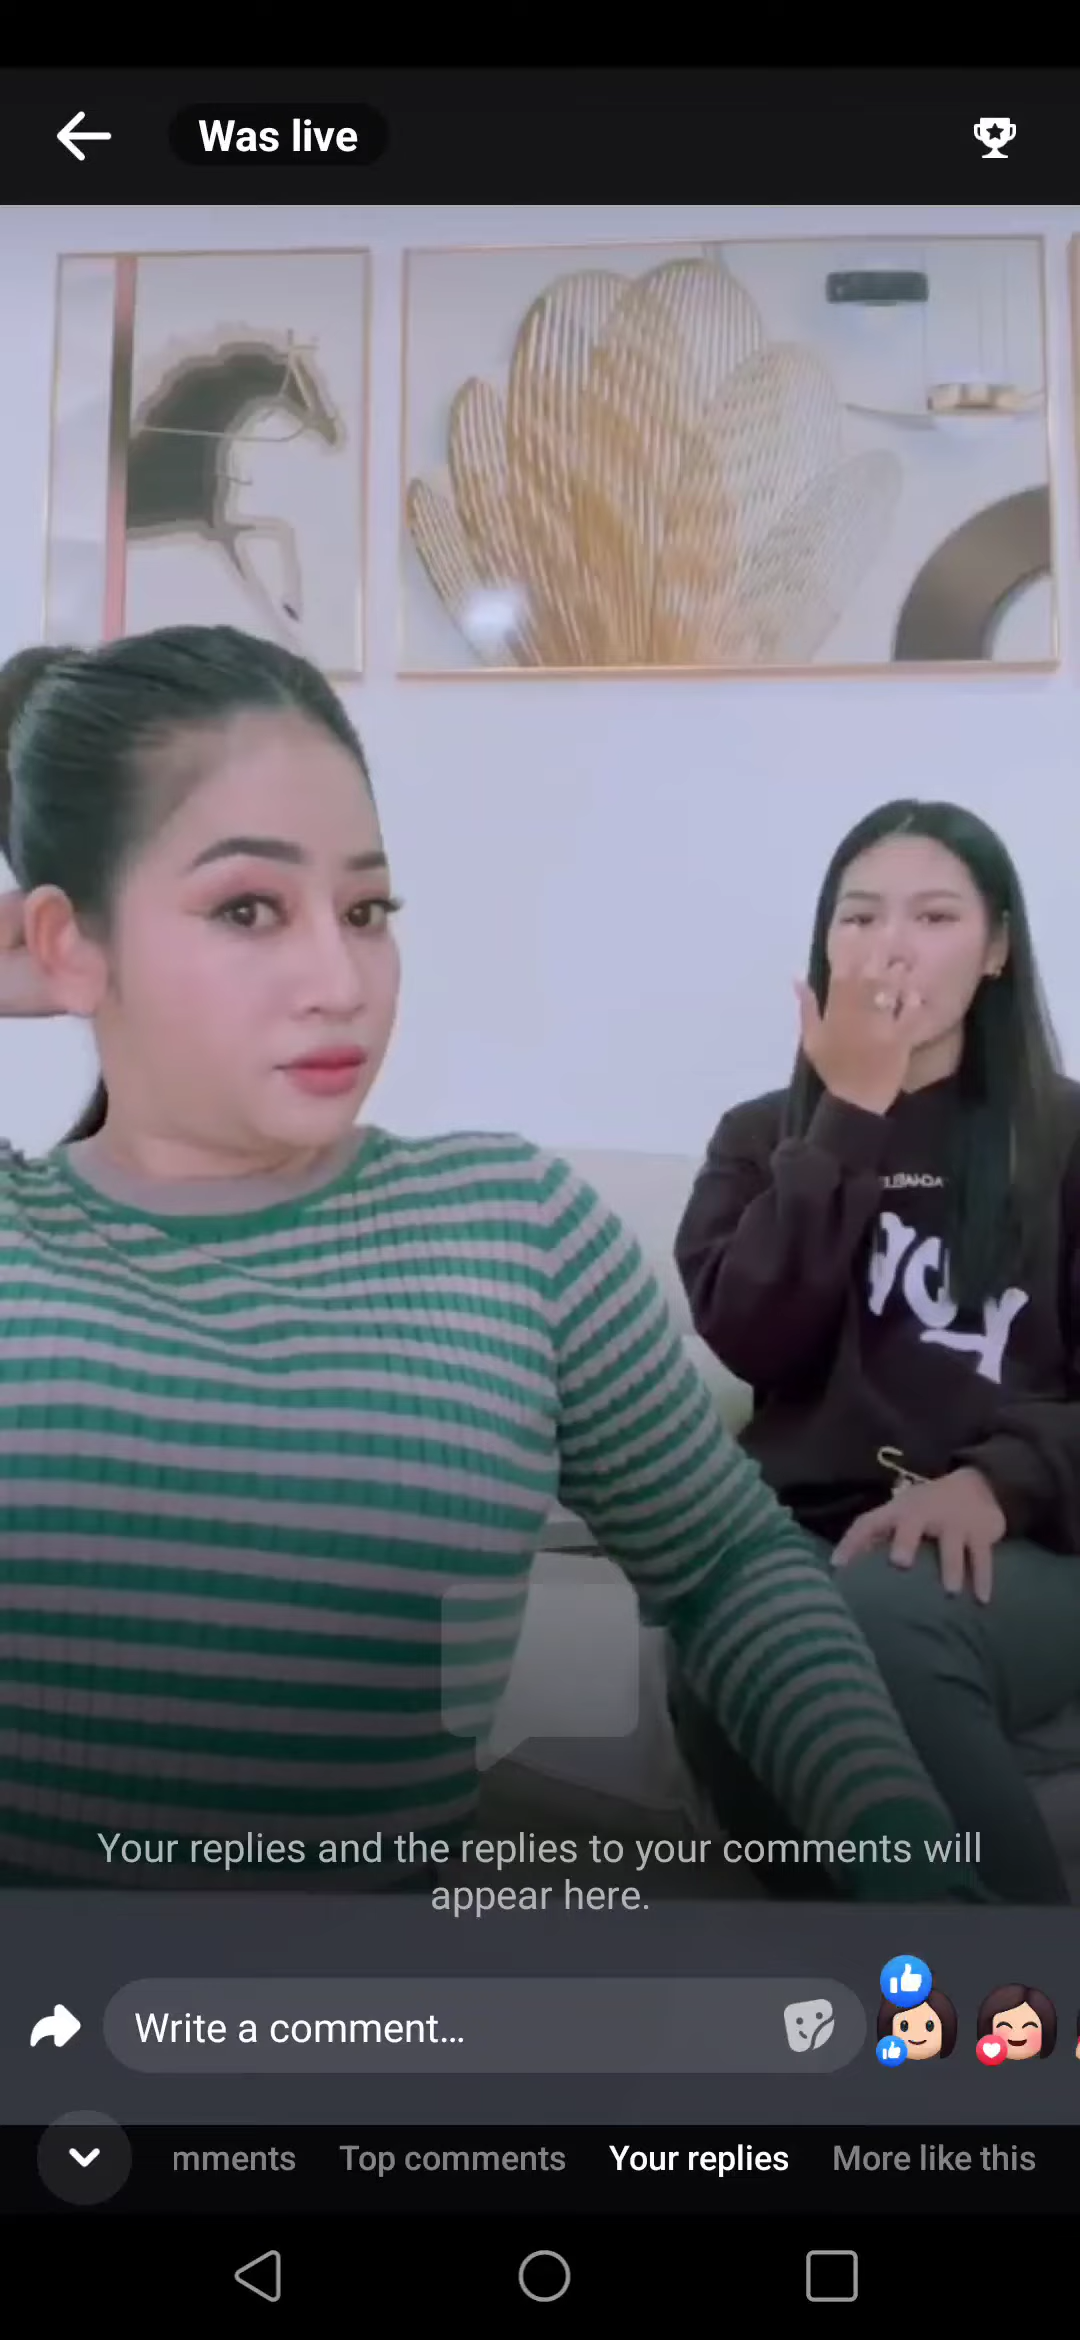 Was live
Your replies and the replies to your comments will
appear here.
Write a comment...
mments
Top comments
Your replies
More like this